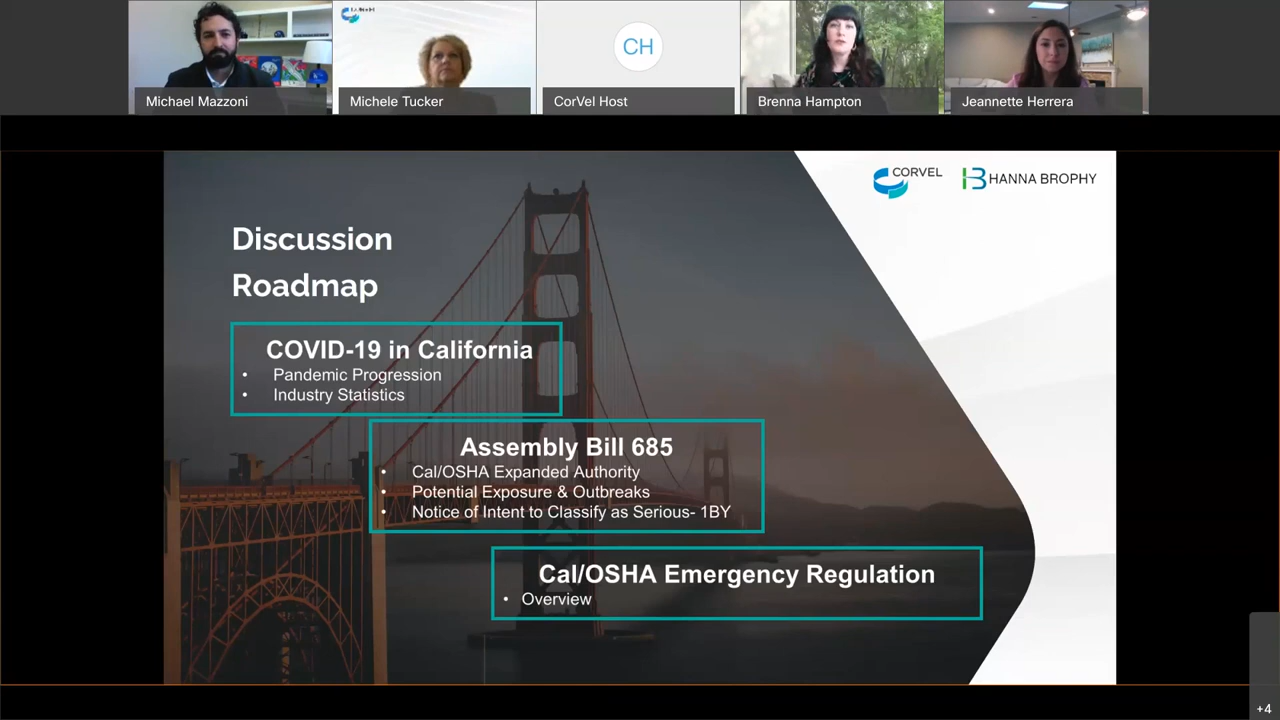 Michael Mazzoni
Michele Tucker
CH
CorVel Host
Brenna Hampton
Jeannette Herrera
CORVEL
HANNA BROPHY
Discussion
Roadmap
COVID-19 in California
• Pandemic Progression
• Industry Statistics
Assembly Bill 685
• Cal/OSHA Expanded Authority
• Potential Exposure & Outbreaks
• Notice of Intent to Classify as Serious- 1BY
Cal/OSHA Emergency Regulation
• Overview
+4